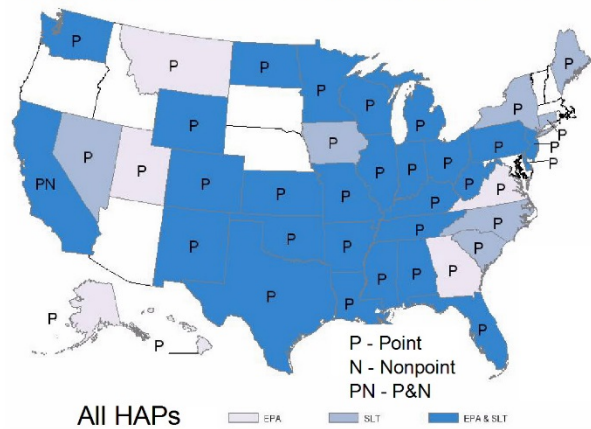 P P P P
P P P P
P P
P P P P
P P P P P P P
PN P P P P
P P
P P P P
P P P
P P
P P
P
P - Point
N - Nonpoint
PN - P&N
All HAPs EPA SLT EPA & SLT